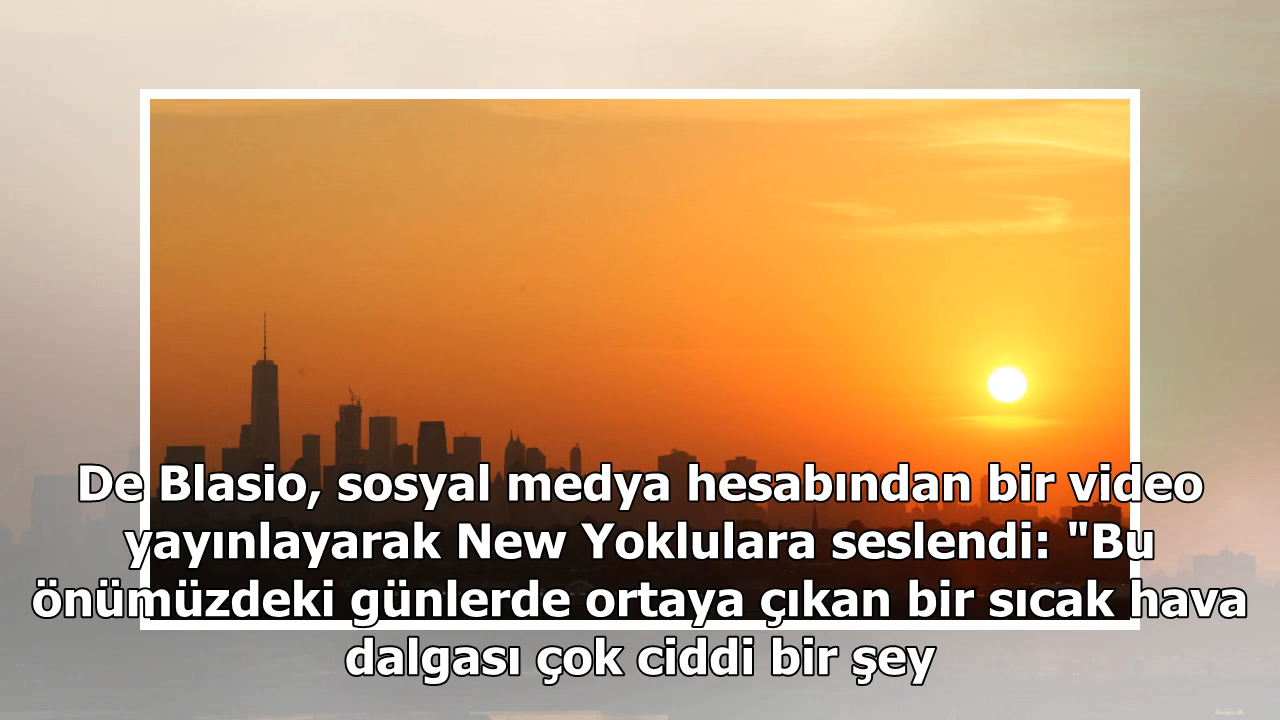 De Blasio, sosyal medya hesabından bir video
yayınlayarak New Yoklulara seslendi: "Bu
önümüzdeki günlerde ortaya çıkan bir sıcak hava
dalgası çok ciddi bir şey